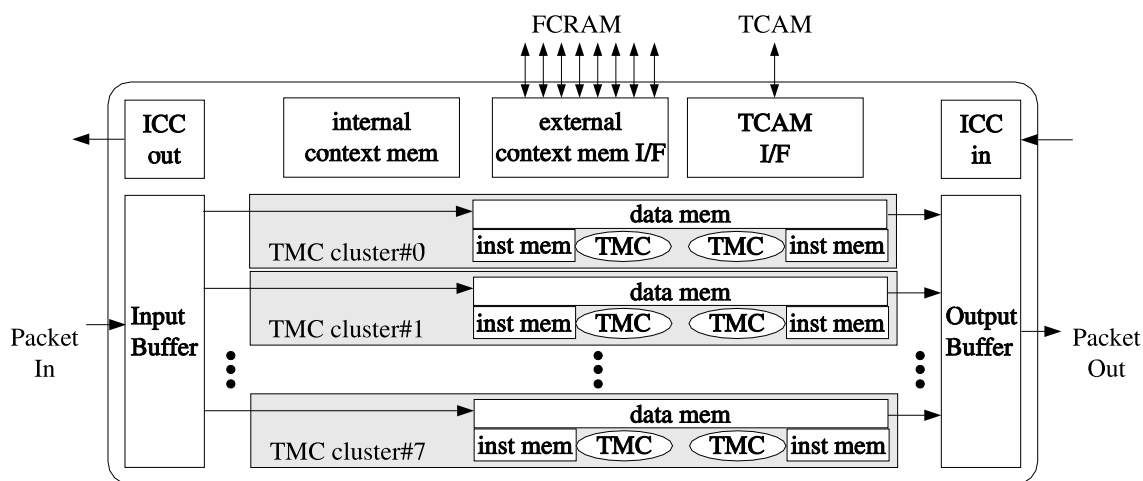 FCRAM
TCAM
ICC
out
internal
context mem
external
context mem I/F
TCAM
I/F
ICC
in
Packet
In
Input
Buffer
data mem
inst mem TMC TMC inst mem
TMC cluster#0
data mem
inst mem TMC TMC inst mem
TMC cluster#1
data mem
inst mem TMC TMC inst mem
TMC cluster#7
Output
Buffer
Packet
Out